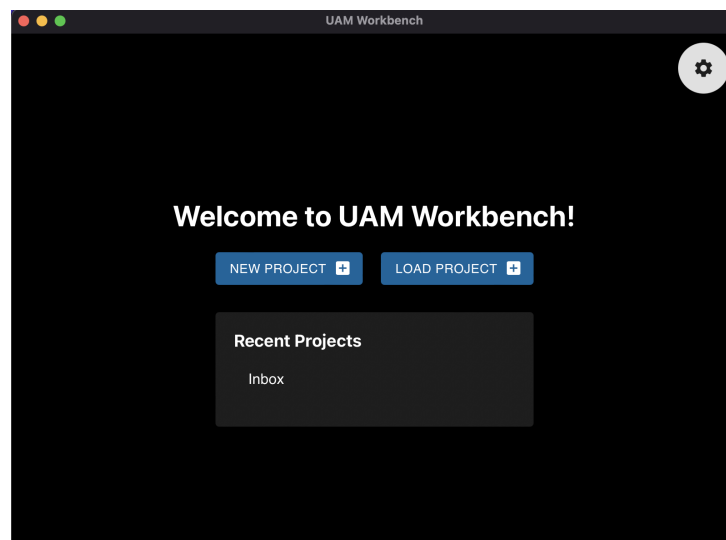 UAM Workbench
Welcome to UAM Workbench!
NEW PROJECT
LOAD PROJECT
Recent Projects
Inbox